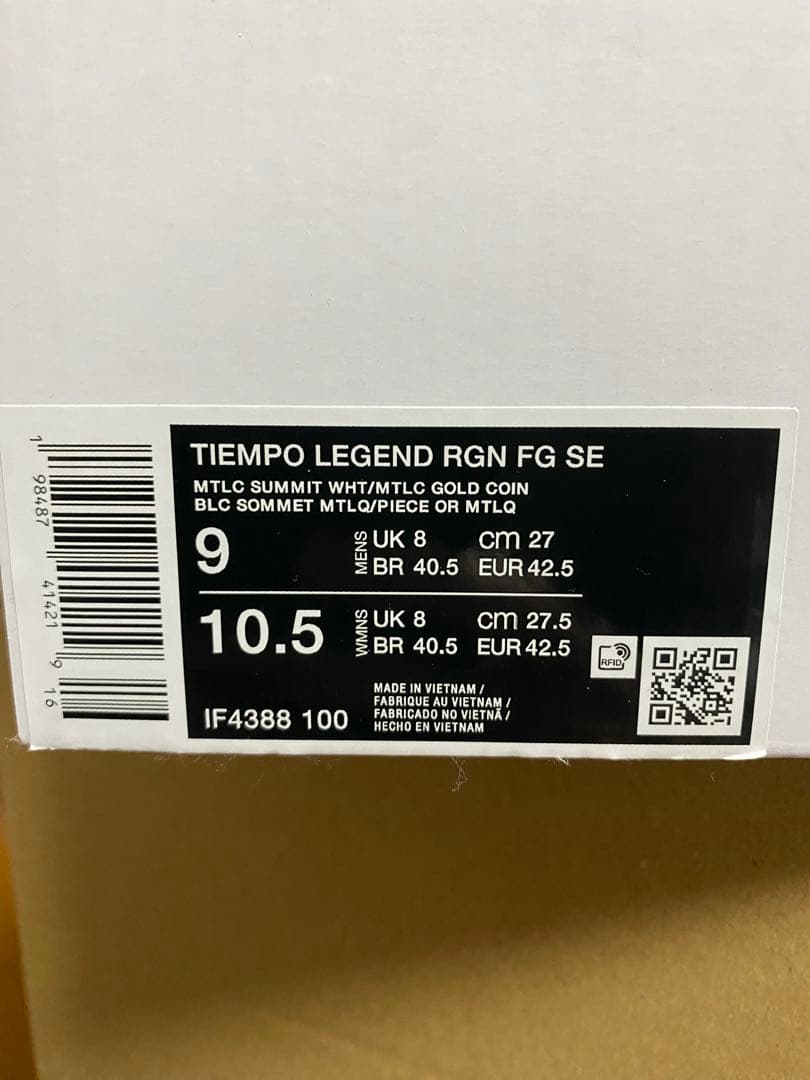 TIEMPO LEGEND RGN FG SE
MTLC SUMMIT WHT/MTLC GOLD COIN
BLC SOMMET MTLQ/PIECE OR MTLQ
9
MENS
UK 8 cm 27
BR 40.5 EUR 42.5
10.5
WMNS
UK 8 cm 27.5
BR 40.5 EUR 42.5
IF4388 100
MADE IN VIETNAM /
FABRIQUE AU VIETNAM /
FABRICADO NO VIETNÃ /
HECHO EN VIETNAM
RFID
1 98487 41421 9 16